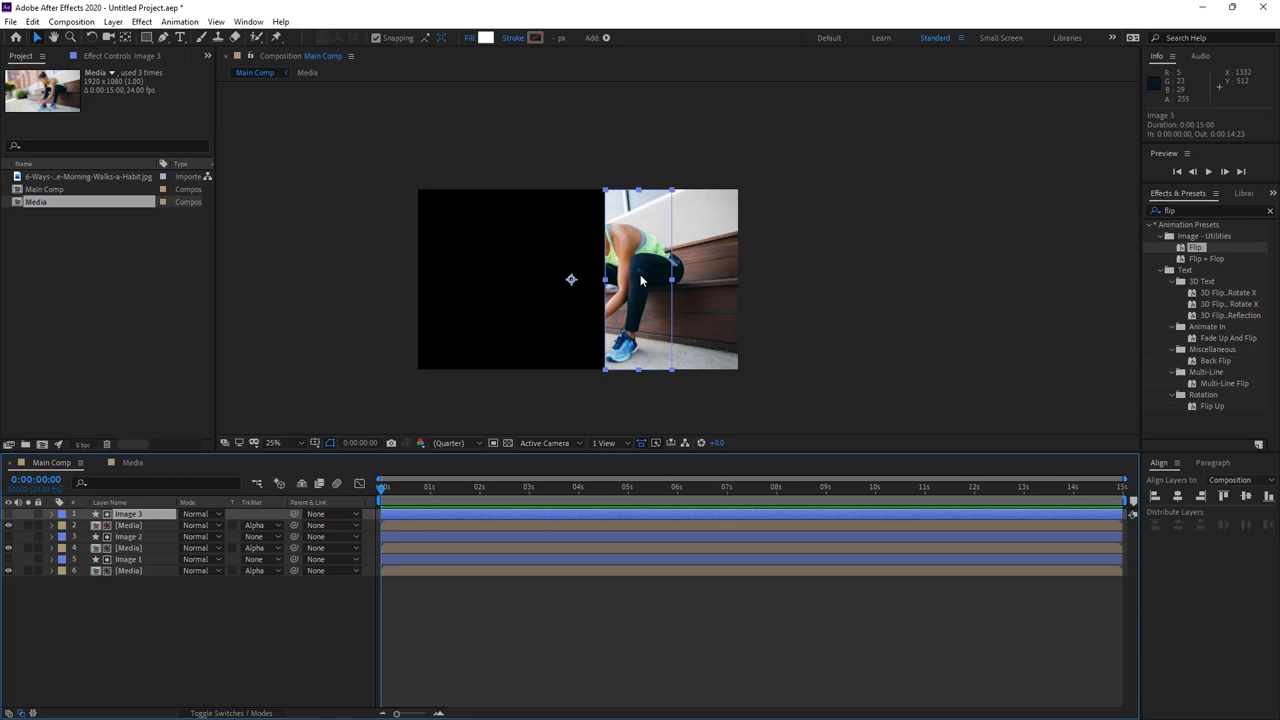 Adobe After Effects 2020 - Untitled Project.aep *
File Edit Composition Layer Effect Animation View Window Help
Snapping Fill: Stroke: - px Add: Default Learn Standard Small Screen Libraries Search Help
Project Effect Controls Image 3
Media ▼, used 3 times
1920 x 1080 (1.00)
Δ 0:00:15:00, 24.00 fps
Name Type
6-Ways-..e-Morning-Walks-a-Habit.jpg Importe
Main Comp Compos
Media Compos
8 bpc
Composition Main Comp
Main Comp Media
25% 0:00:00:00 (Quarter) Active Camera 1 View +0.0
Info Audio
R : 5
G : 23
B : 29
A : 255
X : 1332
Y : 512
Image 3
Duration: 0:00:15:00
In: 0:00:00:00, Out: 0:00:14:23
Preview
Effects & Presets Librai
flip
* Animation Presets
Image - Utilities
Flip
Flip + Flop
Text
3D Text
3D Flip...Rotate X
3D Flip... Rotate X
3D Flip...Reflection
Animate In
Fade Up And Flip
Miscellaneous
Back Flip
Multi-Line
Multi-Line Flip
Rotation
Flip Up
Main Comp Media
0:00:00:00
00000 (24.00 fps)
01s 02s 03s 04s 05s 06s 07s 08s 09s 10s 11s 12s 13s 14s 15s
# Layer Name Mode T .TrkMat Parent & Link
1 Image 3 Normal None
2 [Media] Normal Alpha None
3 Image 2 Normal None None
4 [Media] Normal Alpha None
5 Image 1 Normal None None
6 [Media] Normal Alpha None
Toggle Switches / Modes
Align Paragraph
Align Layers to: Composition
Distribute Layers: